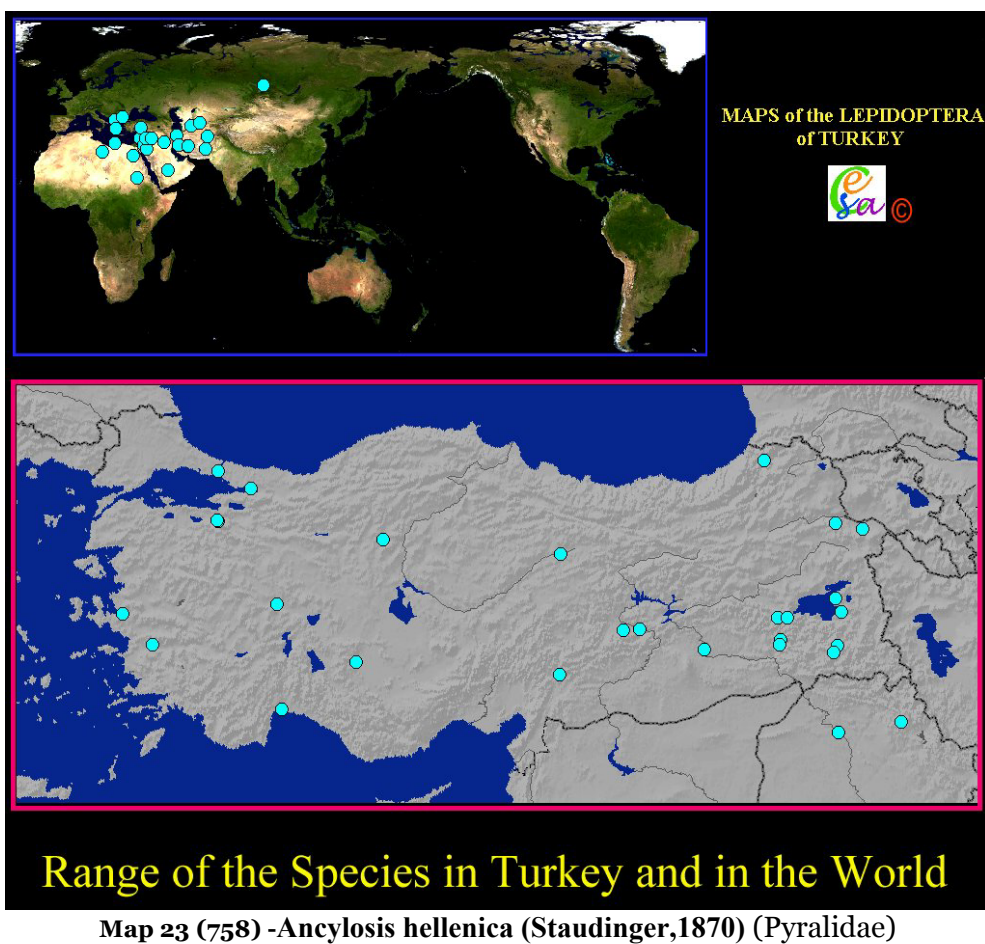 MAPS of the LEPIDOPTERA
of TURKEY
Cesa ©
Range of the Species in Turkey and in the World
Map 23 (758) -Ancylosis hellenica (Staudinger,1870) (Pyralidae)